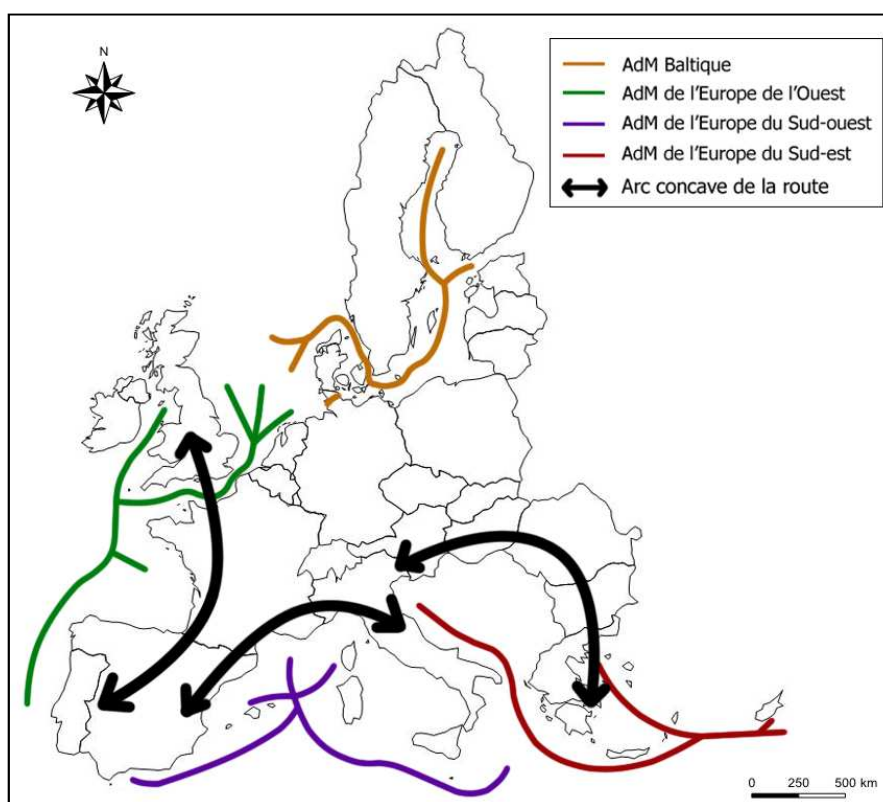 N
AdM Baltique
AdM de l'Europe de l'Ouest
AdM de l'Europe du Sud-ouest
AdM de l'Europe du Sud-est
Arc concave de la route
0 250 500 km